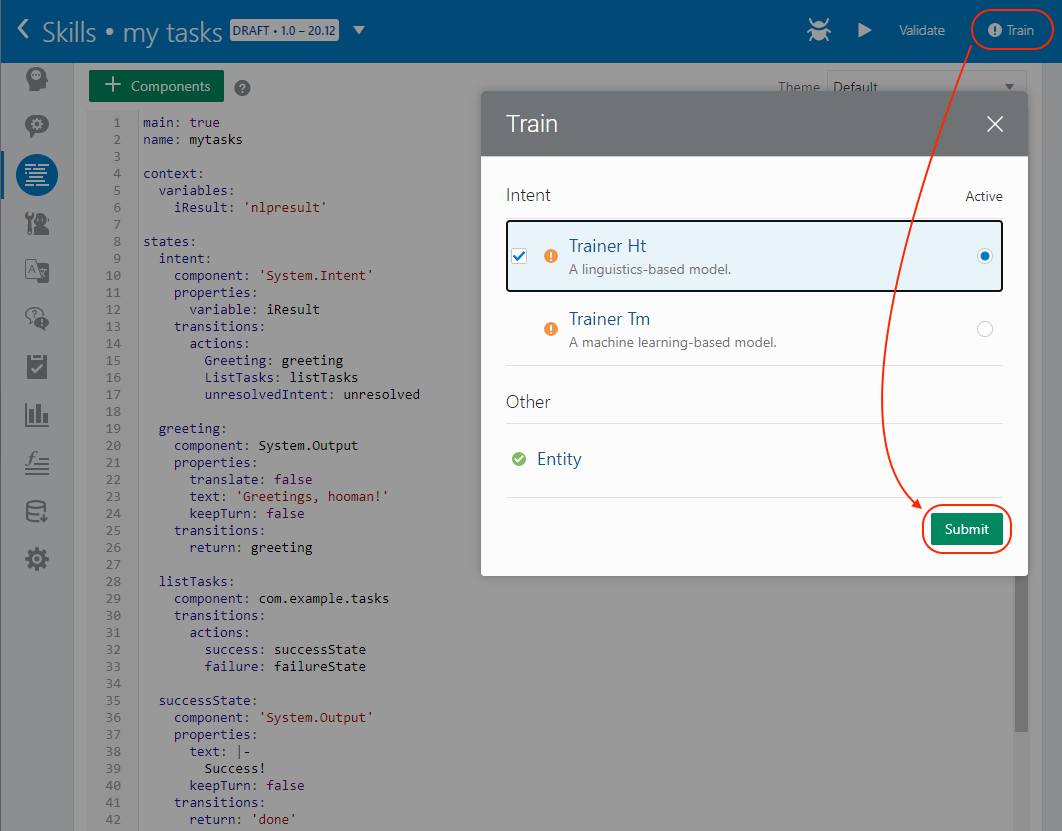 Skills • my tasks DRAFT • 1.0 – 20.12 Validate Train
Components
Theme Default
1 main: true
2 name: mytasks
3
4 context:
5 variables:
6 iResult: 'nlpresult'
7
8 states:
9 intent:
10 component: 'System.Intent'
11 properties:
12 variable: iResult
13 transitions:
14 actions:
15 Greeting: greeting
16 ListTasks: listTasks
17 unresolvedIntent: unresolved
18
19 greeting:
20 component: System.Output
21 properties:
22 translate: false
23 text: 'Greetings, hooman!'
24 keepTurn: false
25 transitions:
26 return: greeting
27
28 listTasks:
29 component: com.example.tasks
30 transitions:
31 actions:
32 success: successState
33 failure: failureState
34
35 successState:
36 component: 'System.Output'
37 properties:
38 text: |-
39 Success!
40 keepTurn: false
41 transitions:
42 return: 'done'
Train
Intent Active
Trainer Ht
A linguistics-based model.
Trainer Tm
A machine learning-based model.
Other
Entity
Submit